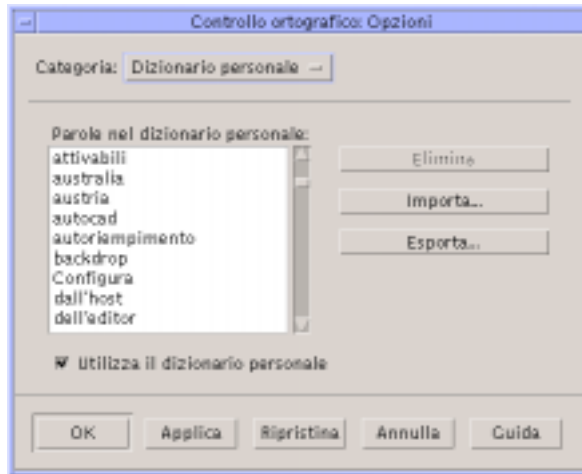 Controllo ortografico: Opzioni
Categoria: Dizionario personale
Parole nel dizionario personale:
attivabili
australia
austria
autocad
autoriempimento
backdrop
Configura
dall'host
dell'editor
Elimina
Importa...
Esporta...
Utilizza il dizionario personale
OK Applica Ripristina Annulla Guida